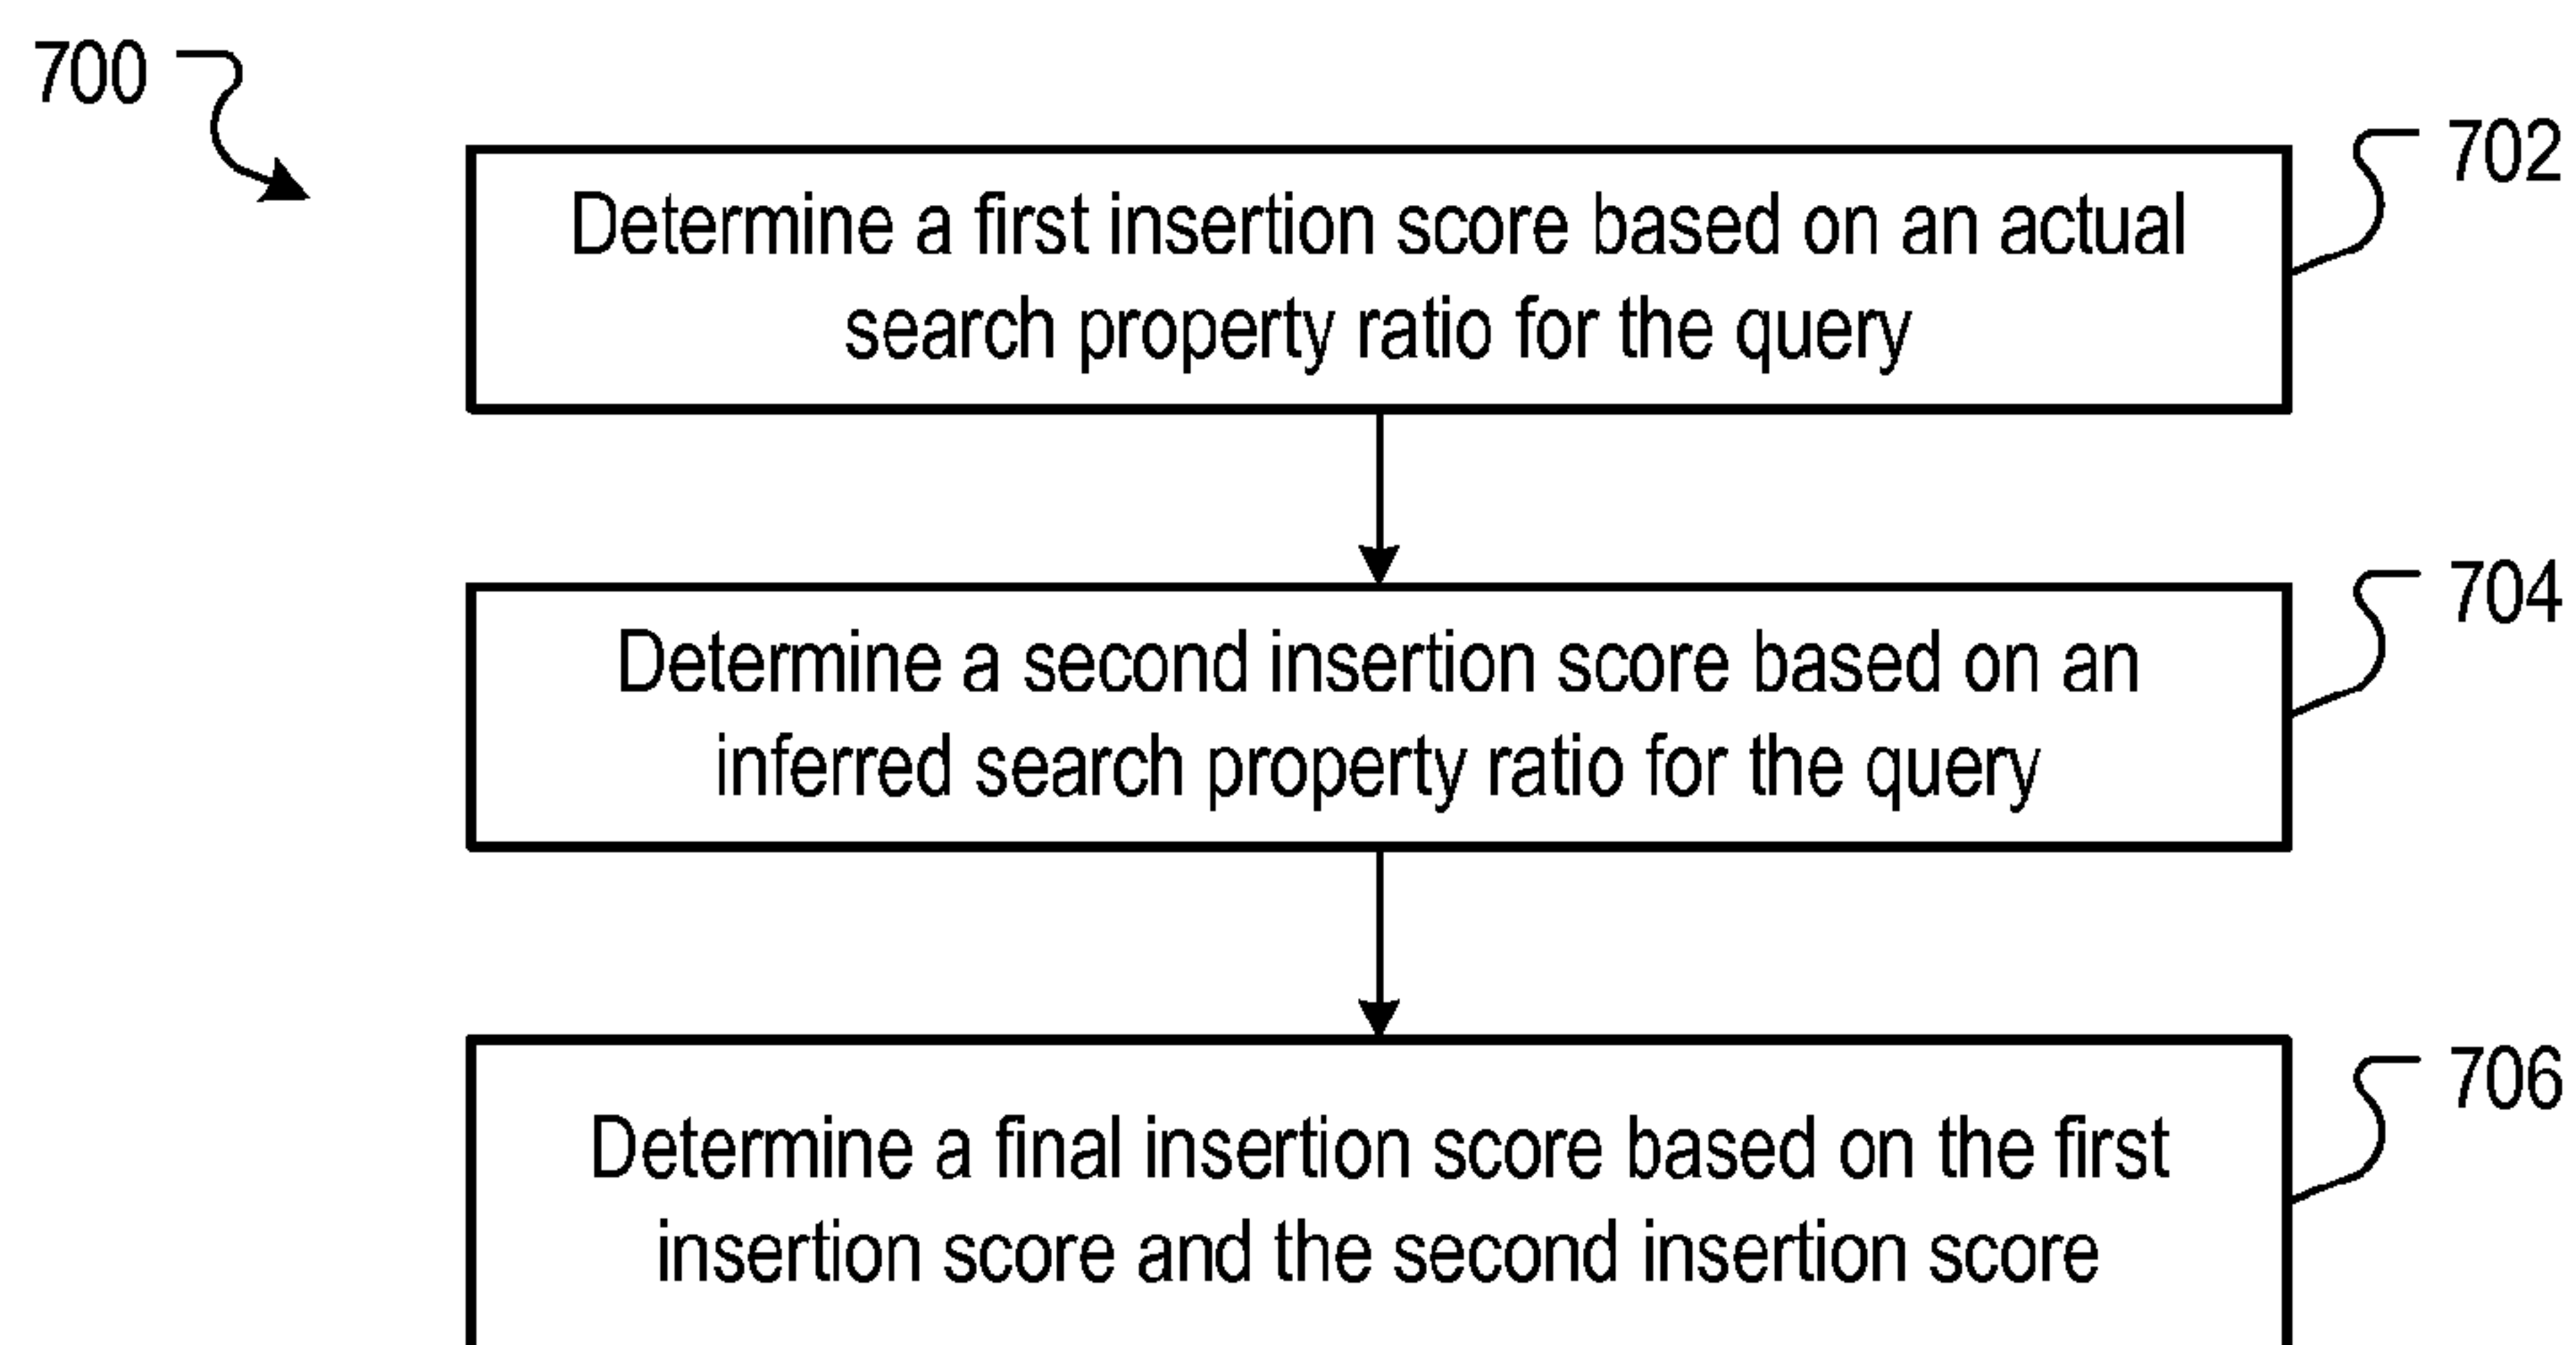 700
702
Determine a first insertion score based on an actual
search property ratio for the query
704
Determine a second insertion score based on an
inferred search property ratio for the query
706
Determine a final insertion score based on the first
insertion score and the second insertion score